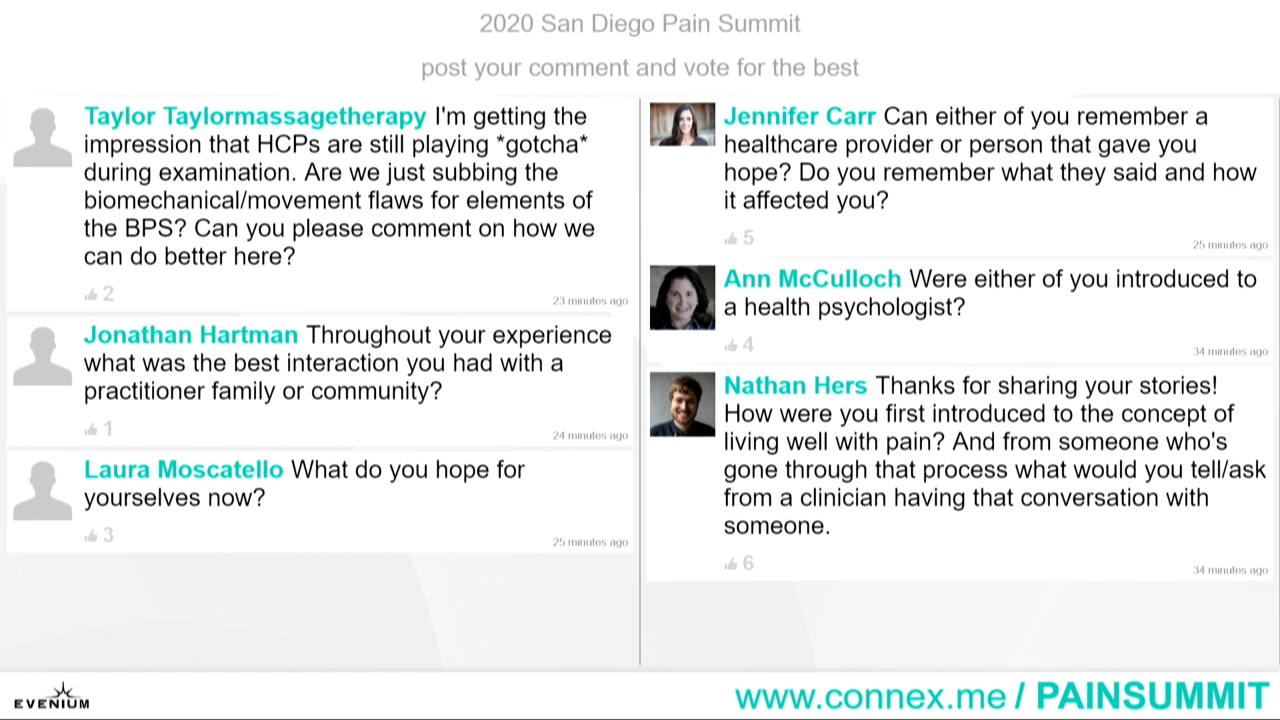 2020 San Diego Pain Summit
post your comment and vote for the best
Taylor Taylormassagetherapy I'm getting the
impression that HCPs are still playing *gotcha*
during examination. Are we just subbing the
biomechanical/movement flaws for elements of
the BPS? Can you please comment on how we
can do better here?
2
23 minutes ago
Jonathan Hartman Throughout your experience
what was the best interaction you had with a
practitioner family or community?
1
24 minutes ago
Laura Moscatello What do you hope for
yourselves now?
3
25 minutes ago
Jennifer Carr Can either of you remember a
healthcare provider or person that gave you
hope? Do you remember what they said and how
it affected you?
5
25 minutes ago
Ann McCulloch Were either of you introduced to
a health psychologist?
4
34 minutes ago
Nathan Hers Thanks for sharing your stories!
How were you first introduced to the concept of
living well with pain? And from someone who's
gone through that process what would you tell/ask
from a clinician having that conversation with
someone.
6
34 minutes ago
EVENIUM
www.connex.me / PAINSUMMIT